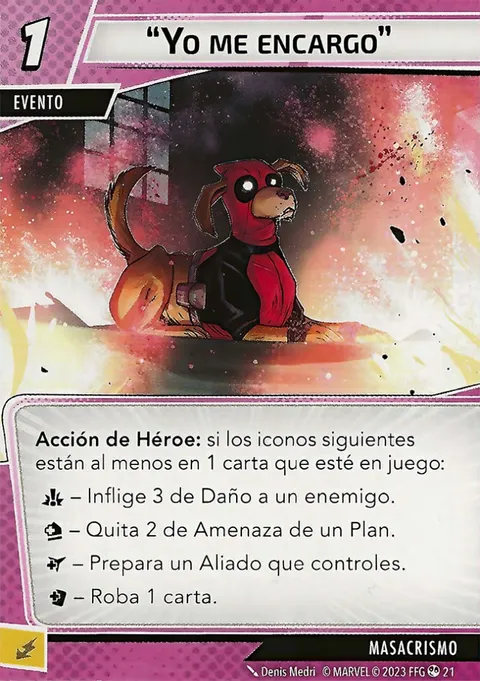 1
“YO ME ENCARGO”
EVENTO
Acción de Héroe: si los iconos siguientes
están al menos en 1 carta que esté en juego:
– Inflige 3 de Daño a un enemigo.
– Quita 2 de Amenaza de un Plan.
– Prepara un Aliado que controles.
– Roba 1 carta.
MASACRISMO
Denis Medri © MARVEL © 2023 FFG 21